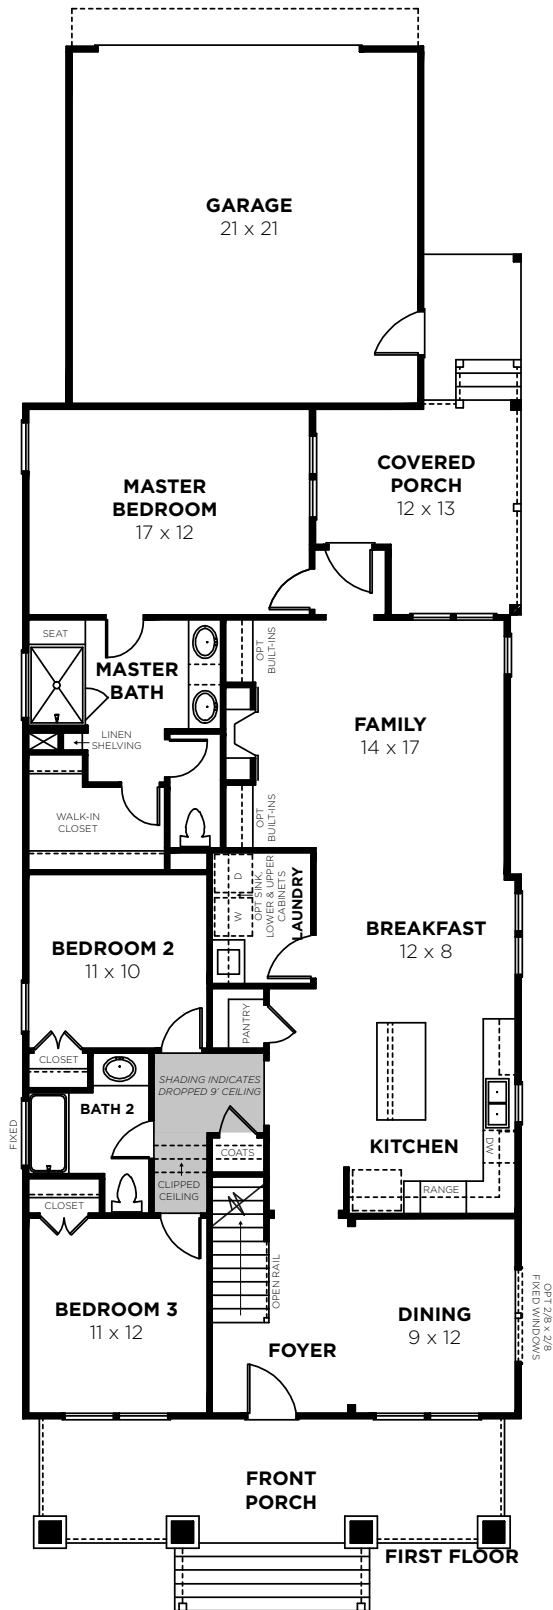 GARAGE
21 x 21
COVERED
PORCH
12 x 13
MASTER
BEDROOM
17 x 12
SEAT
MASTER
BATH
OPT
BUILT-INS
LINEN
SHELVING
FAMILY
14 x 17
WALK-IN
CLOSET
OPT
BUILT-INS
D
W
OPT SINK,
LOWER & UPPER
CABINETS
LAUNDRY
BREAKFAST
12 x 8
BEDROOM 2
11 x 10
PANTRY
CLOSET
SHADING INDICATES
DROPPED 9' CEILING
BATH 2
FIXED
COATS
KITCHEN
DW
CLIPPED
CEILING
RANGE
CLOSET
OPEN RAIL
BEDROOM 3
11 x 12
DINING
9 x 12
OPT 2/8 x 2/8
FIXED WINDOWS
FOYER
FRONT
PORCH
FIRST FLOOR